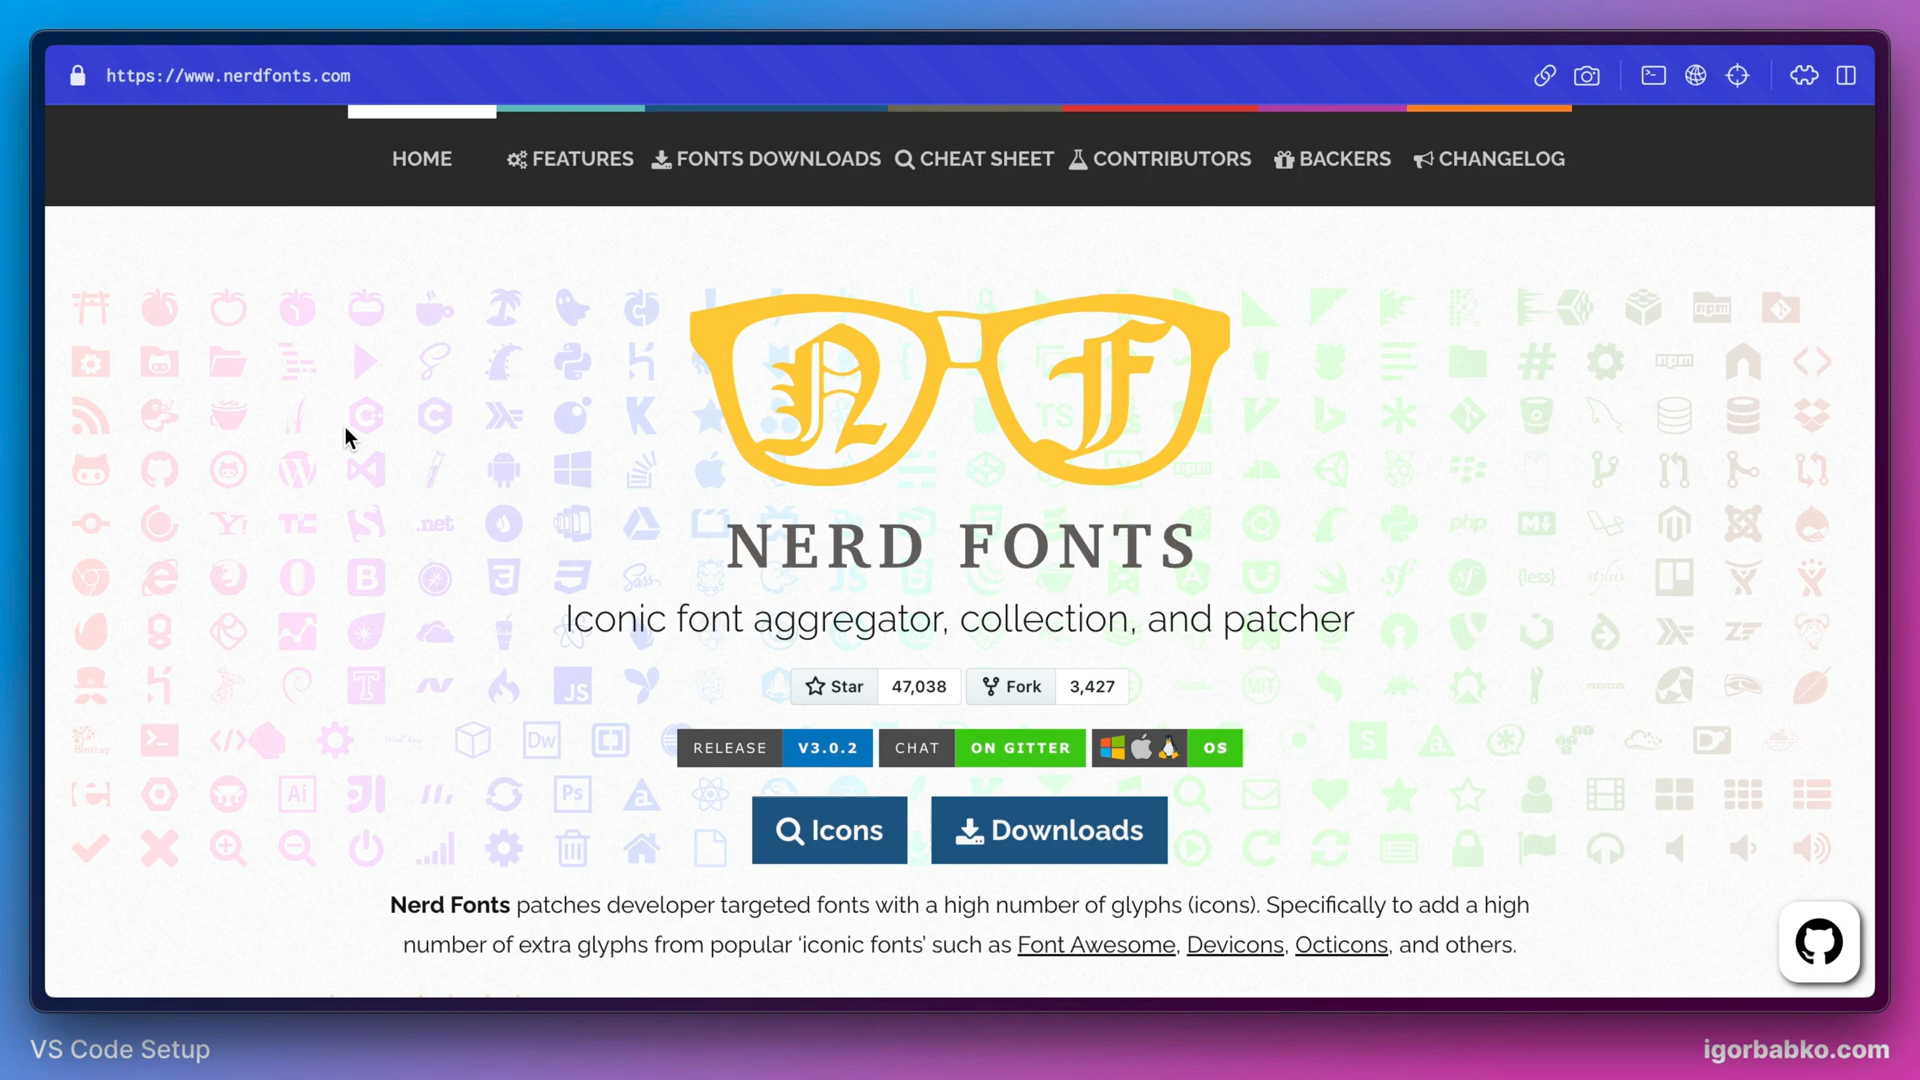 https://www.nerdfonts.com
HOME FEATURES FONTS DOWNLOADS CHEAT SHEET CONTRIBUTORS BACKERS CHANGELOG
NERD FONTS
Iconic font aggregator, collection, and patcher
Star 47,038 Fork 3,427
RELEASE V3.0.2 CHAT ON GITTER OS
Icons Downloads
Nerd Fonts patches developer targeted fonts with a high number of glyphs (icons). Specifically to add a high
number of extra glyphs from popular ‘iconic fonts’ such as Font Awesome, Devicons, Octicons, and others.
VS Code Setup
igorbabko.com